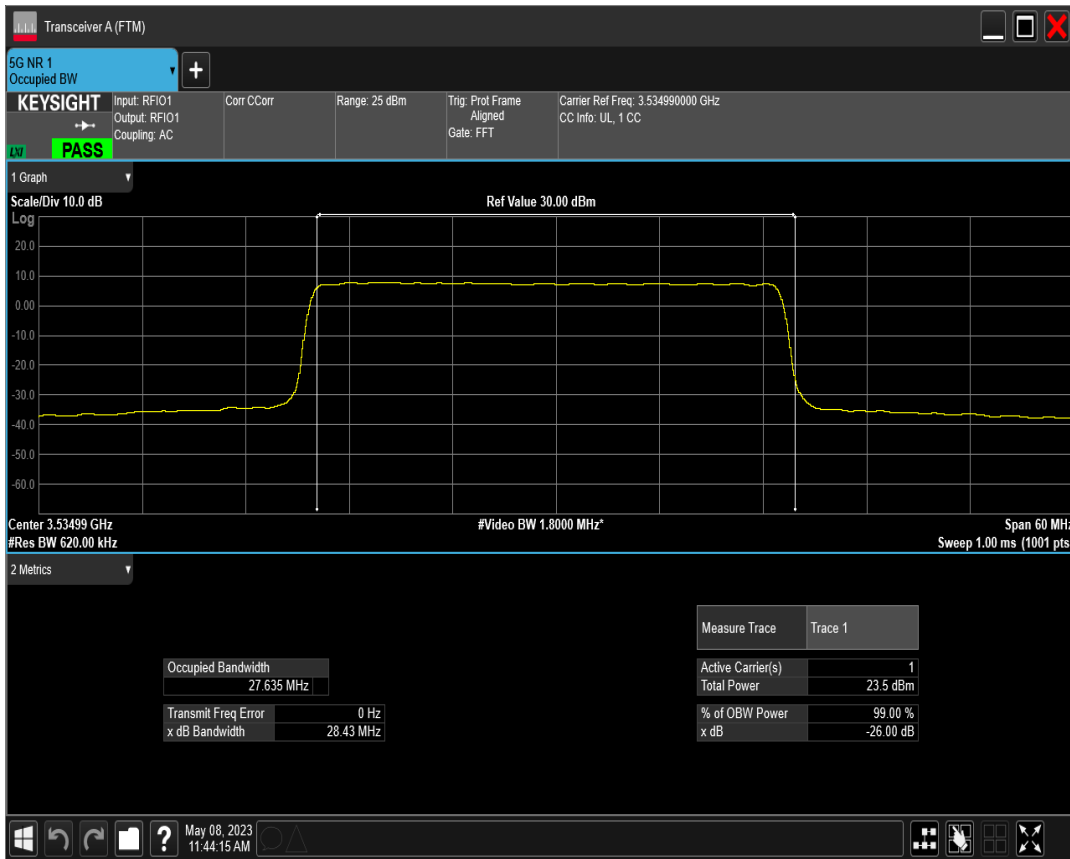 Transceiver A (FTM)
5G NR 1
Occupied BW
+
KEYSIGHT
LXI
PASS
Input: RFIO1
Output: RFIO1
Coupling: AC
Corr CCorr
Range: 25 dBm
Trig: Prot Frame
Aligned
Gate: FFT
Carrier Ref Freq: 3.534990000 GHz
CC Info: UL, 1 CC
1 Graph
Scale/Div 10.0 dB
Ref Value 30.00 dBm
Log
20.0
10.0
0.00
-10.0
-20.0
-30.0
-40.0
-50.0
-60.0
Center 3.53499 GHz
#Video BW 1.8000 MHz*
Span 60 MHz
#Res BW 620.00 kHz
Sweep 1.00 ms (1001 pts
2 Metrics
Measure Trace Trace 1
Occupied Bandwidth
27.635 MHz
Active Carrier(s) 1
Total Power 23.5 dBm
Transmit Freq Error 0 Hz
x dB Bandwidth 28.43 MHz
% of OBW Power 99.00 %
x dB -26.00 dB
?
May 08, 2023
11:44:15 AM